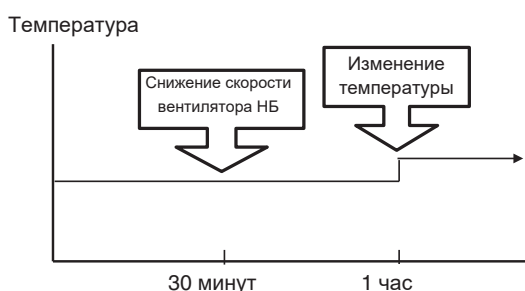 Температура
Снижение скорости
вентилятора НБ
Изменение
температуры
30 минут
1 час